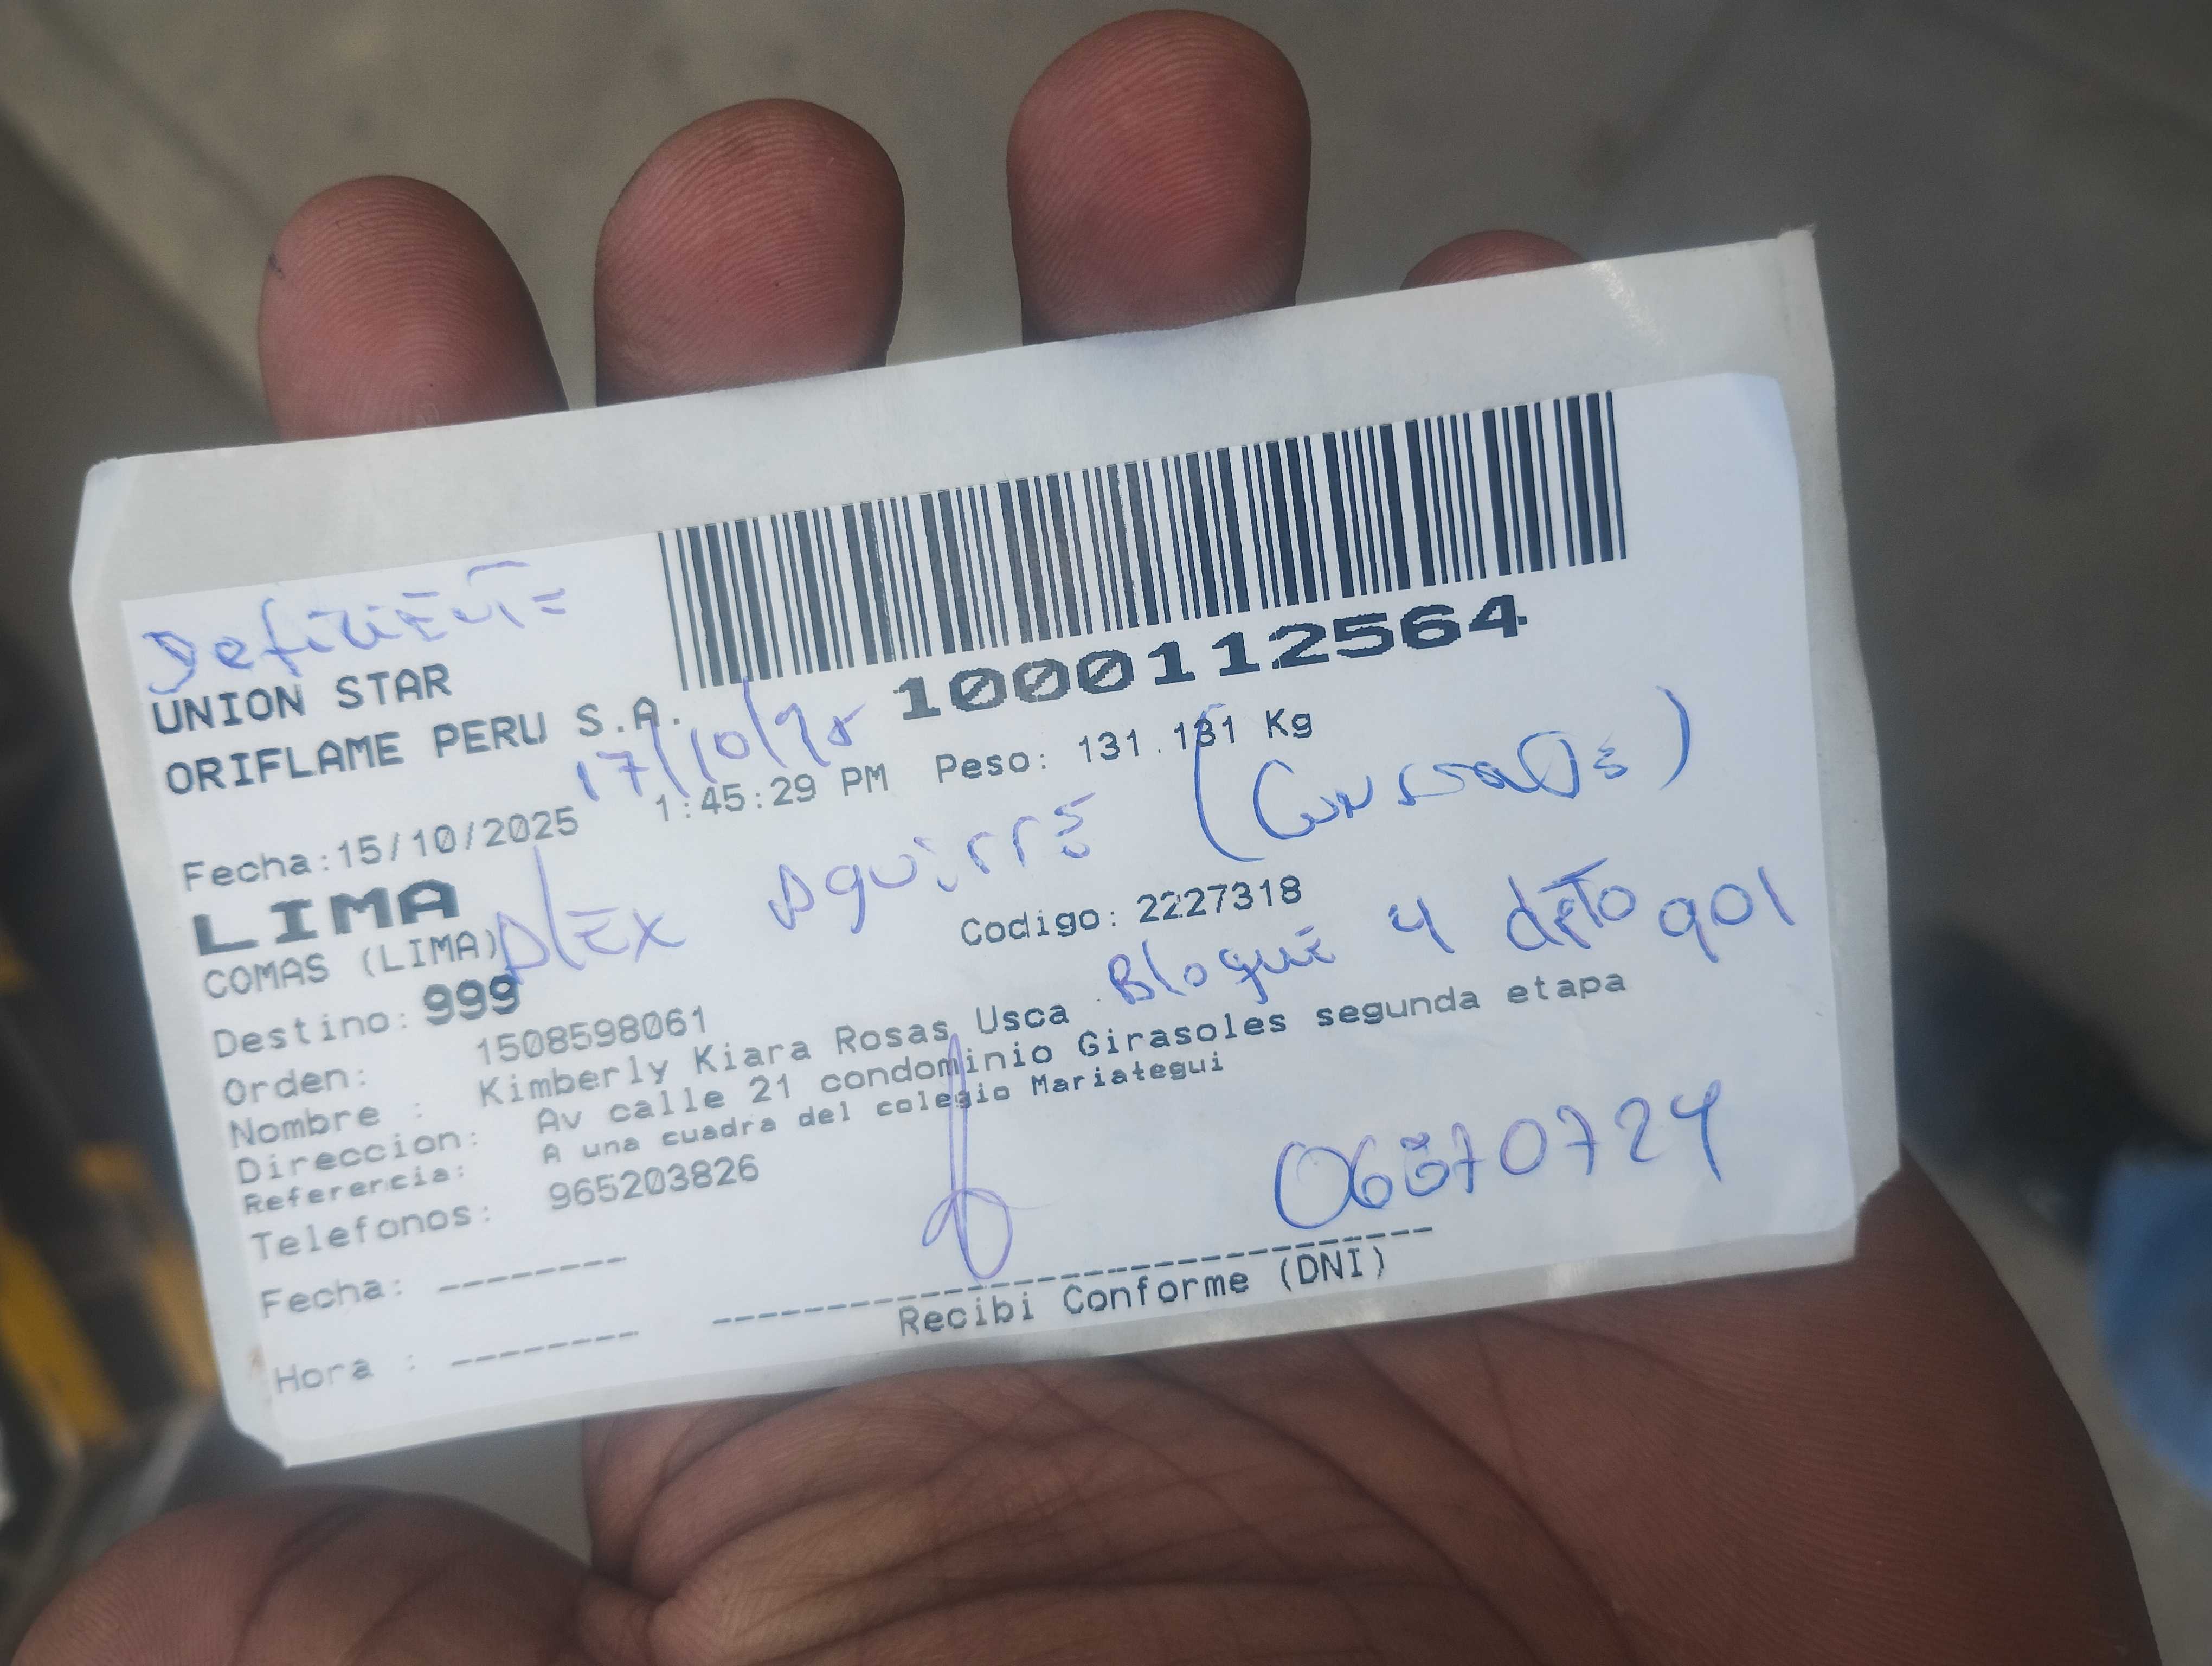 1000112564
UNION STAR
ORIFLAME PERU S.A.
17/10/25
Fecha:15/10/2025 1:45:29 PM Peso: 131.131 Kg
LIMA
Alex Aguirre
COMAS (LIMA) Codigo: 2227318
Destino: 999
Bloque 4 dpto 901
Orden: 1508598061
Nombre : Kimberly Kiara Rosas Usca
Direccion: Av calle 21 condominio Girasoles segunda etapa
Referencia: A una cuadra del colegio Mariategui
Telefonos: 965203826
Fecha: --------
Recibi Conforme (DNI)
Hora : --------